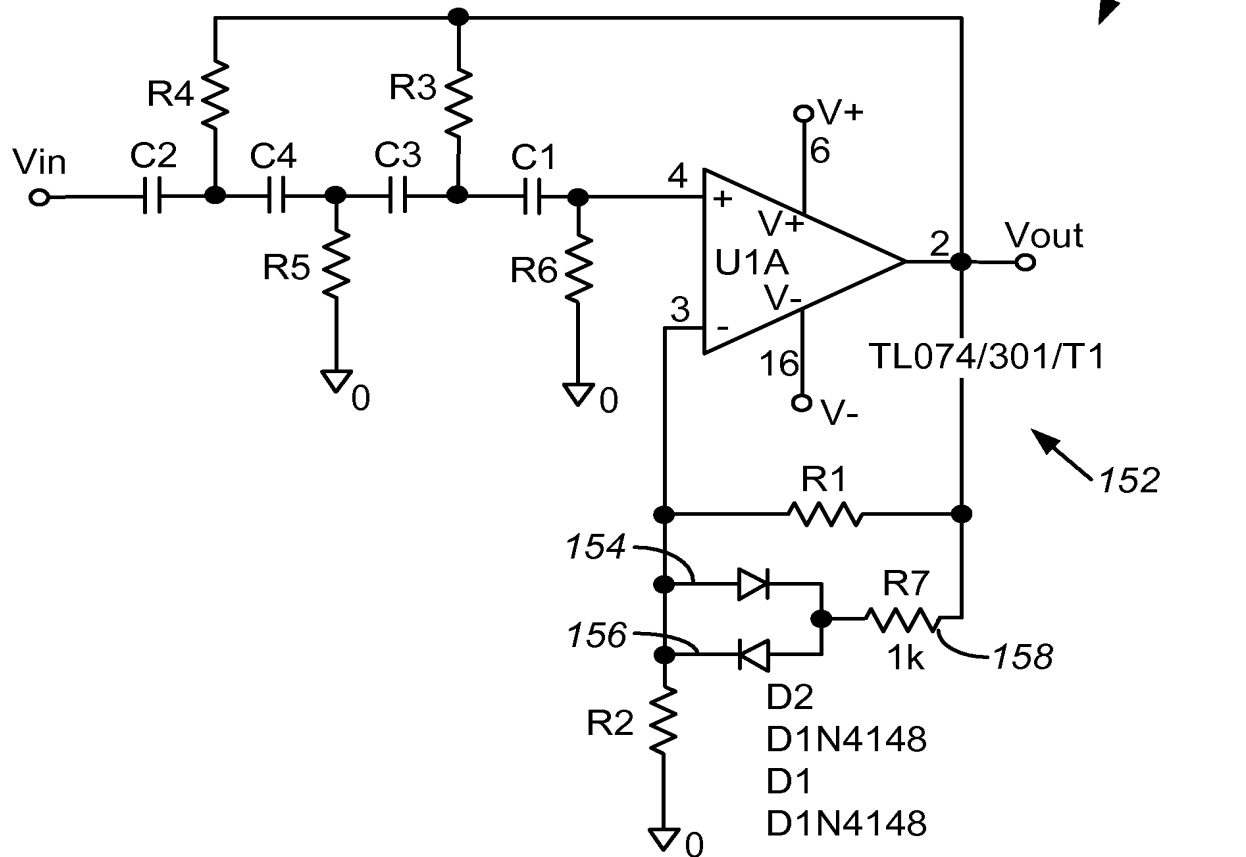 R4
R3
Vin
C2
C4
C3
C1
V+
6
4
+
V+
R5
R6
U1A
2
Vout
V-
3
-
16
TL074/301/T1
0
0
V-
R1
152
154
R7
156
1k
158
R2
D2
D1N4148
D1
D1N4148
0